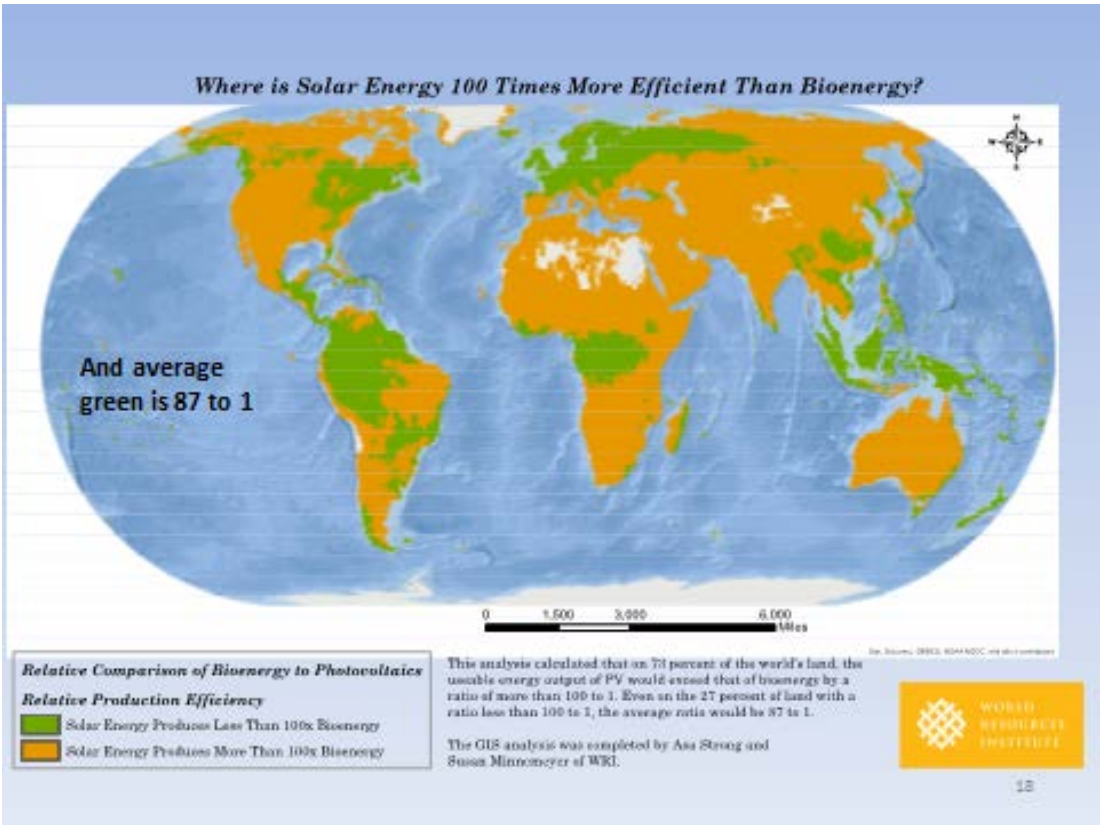 Where is Solar Energy 100 Times More Efficient Than Bioenergy?
N
W E
S
And average
green is 87 to 1
0 1,500 3,000 6,000
Miles
Relative Comparison of Bioenergy to Photovoltaics
Relative Production Efficiency
Solar Energy Produces Less Than 100x Bioenergy
Solar Energy Produces More Than 100x Bioenergy
This analysis calculated that on 73 percent of the world's land, the
useable energy output of PV would exceed that of bioenergy by a
ratio of more than 100 to 1. Even on the 27 percent of land with a
ratio less than 100 to 1, the average ratio would be 87 to 1.
The GIS analysis was completed by Asa Strong and
Susan Minnemeyer of WRI.
WORLD
RESOURCES
INSTITUTE
18